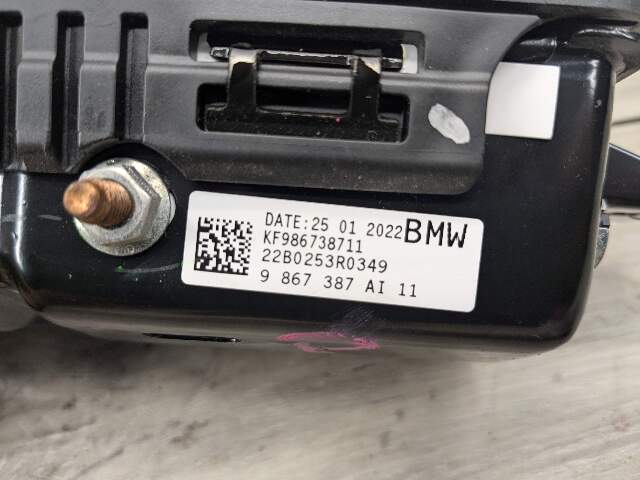 DATE:25 01 2022 BMW
KF986738711
22B0253R0349
9 867 387 AI 11